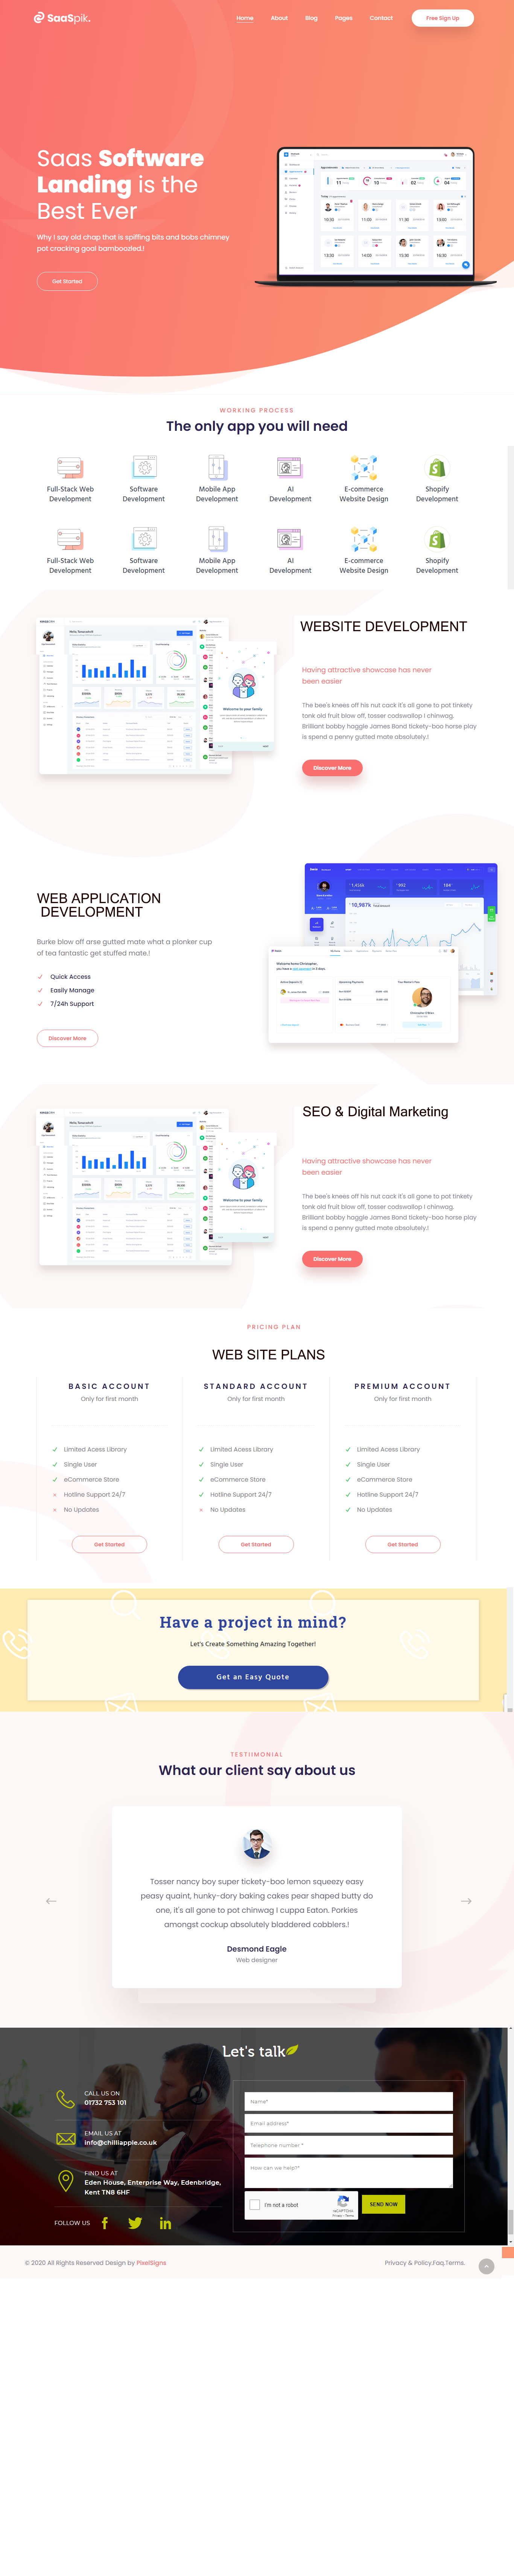 SaaSpik.
Home About Blog Pages Contact Free Sign Up
Saas Software
Landing is the
Best Ever
Why I say old chap that is spiffing bits and bobs chimney
pot cracking goal bamboozled.!
Get Started
WORKING PROCESS
The only app you will need
Full-Stack Web Development
Software Development
Mobile App Development
AI Development
E-commerce Website Design
Shopify Development
Full-Stack Web Development
Software Development
Mobile App Development
AI Development
E-commerce Website Design
Shopify Development
WEBSITE DEVELOPMENT
Having attractive showcase has never
been easier
The bee's knees off his nut cack it's all gone to pot tinkety
tonk old fruit blow off, tosser codswallop I chinwag.
Brilliant bobby haggle James Bond tickety-boo horse play
is spend a penny gutted mate absolutely.!
Discover More
Welcome to your family
WEB APPLICATION
DEVELOPMENT
Burke blow off arse gutted mate what a plonker cup
of tea fantastic get stuffed mate.!
Quick Access
Easily Manage
7/24h Support
Discover More
10,987k
SEO & Digital Marketing
Having attractive showcase has never
been easier
The bee's knees off his nut cack it's all gone to pot tinkety
tonk old fruit blow off, tosser codswallop I chinwag.
Brilliant bobby haggle James Bond tickety-boo horse play
is spend a penny gutted mate absolutely.!
Discover More
Welcome to your family
PRICING PLAN
WEB SITE PLANS
BASIC ACCOUNT
Only for first month
Limited Acess Library
Single User
eCommerce Store
Hotline Support 24/7
No Updates
Get Started
STANDARD ACCOUNT
Only for first month
Limited Acess Library
Single User
eCommerce Store
Hotline Support 24/7
No Updates
Get Started
PREMIUM ACCOUNT
Only for first month
Limited Acess Library
Single User
eCommerce Store
Hotline Support 24/7
No Updates
Get Started
Have a project in mind?
Let's Create Something Amazing Together!
Get an Easy Quote
TESTIIMONIAL
What our client say about us
Tosser nancy boy super tickety-boo lemon squeezy easy
peasy quaint, hunky-dory baking cakes pear shaped butty do
one, it's all gone to pot chinwag I cuppa Eaton. Porkies
amongst cockup absolutely bladdered cobblers.!
Desmond Eagle
Web designer
Let's talk
CALL US ON
01732 753 101
EMAIL US AT
info@chilliapple.co.uk
FIND US AT
Eden House, Enterprise Way, Edenbridge,
Kent TN8 6HF
FOLLOW US
Name*
Email address*
Telephone number *
How can we help?*
I'm not a robot
reCAPTCHA
Privacy - Terms
SEND NOW
© 2020 All Rights Reserved Design by PixelSigns
Privacy & Policy.Faq.Terms.